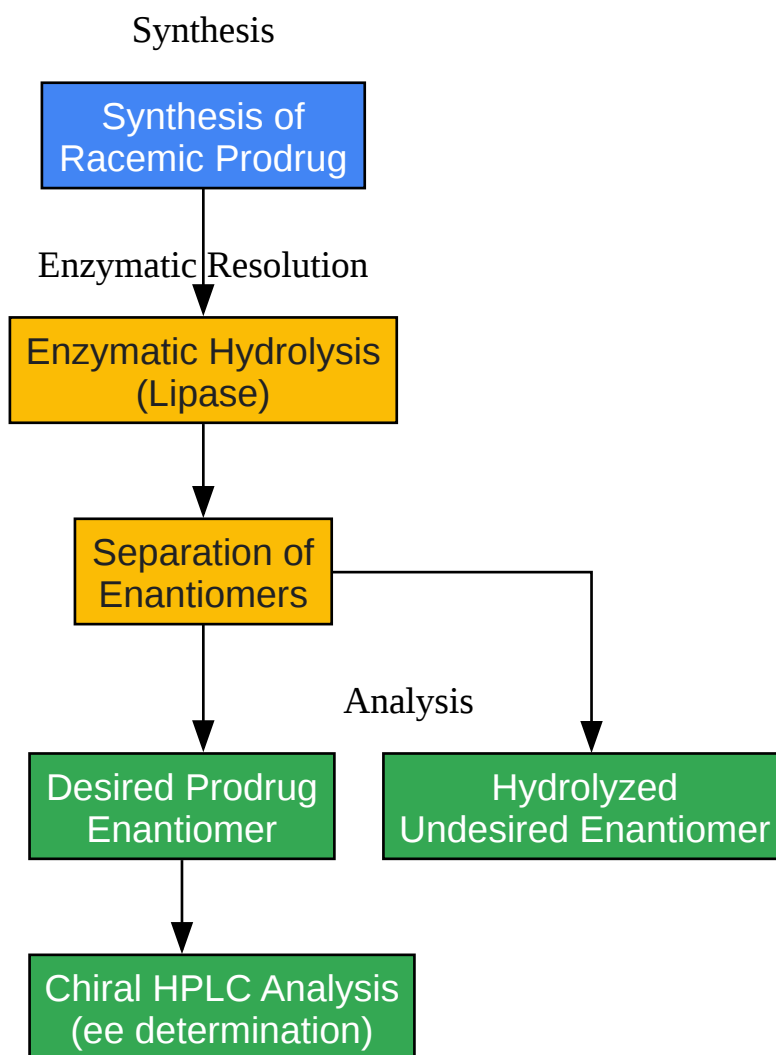 Synthesis
Synthesis of
Racemic Prodrug
Enzymatic Resolution
Enzymatic Hydrolysis
(Lipase)
Separation of
Enantiomers
Analysis
Desired Prodrug
Enantiomer
Hydrolyzed
Undesired Enantiomer
Chiral HPLC Analysis
(ee determination)